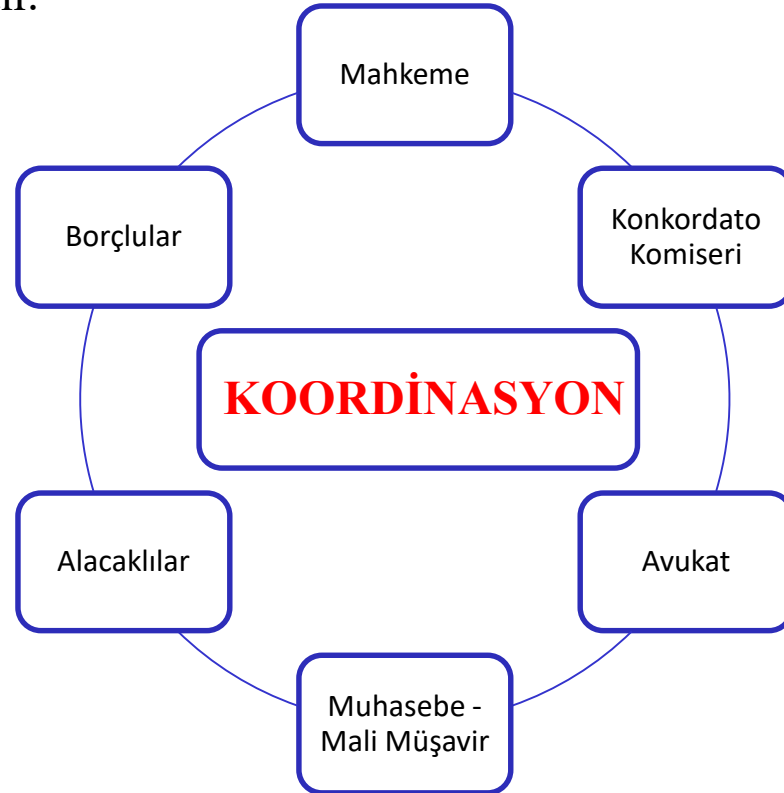 Mahkeme
Konkordato
Komiseri
Avukat
Muhasebe -
Mali Müşavir
Alacaklılar
Borçlular
KOORDİNASYON